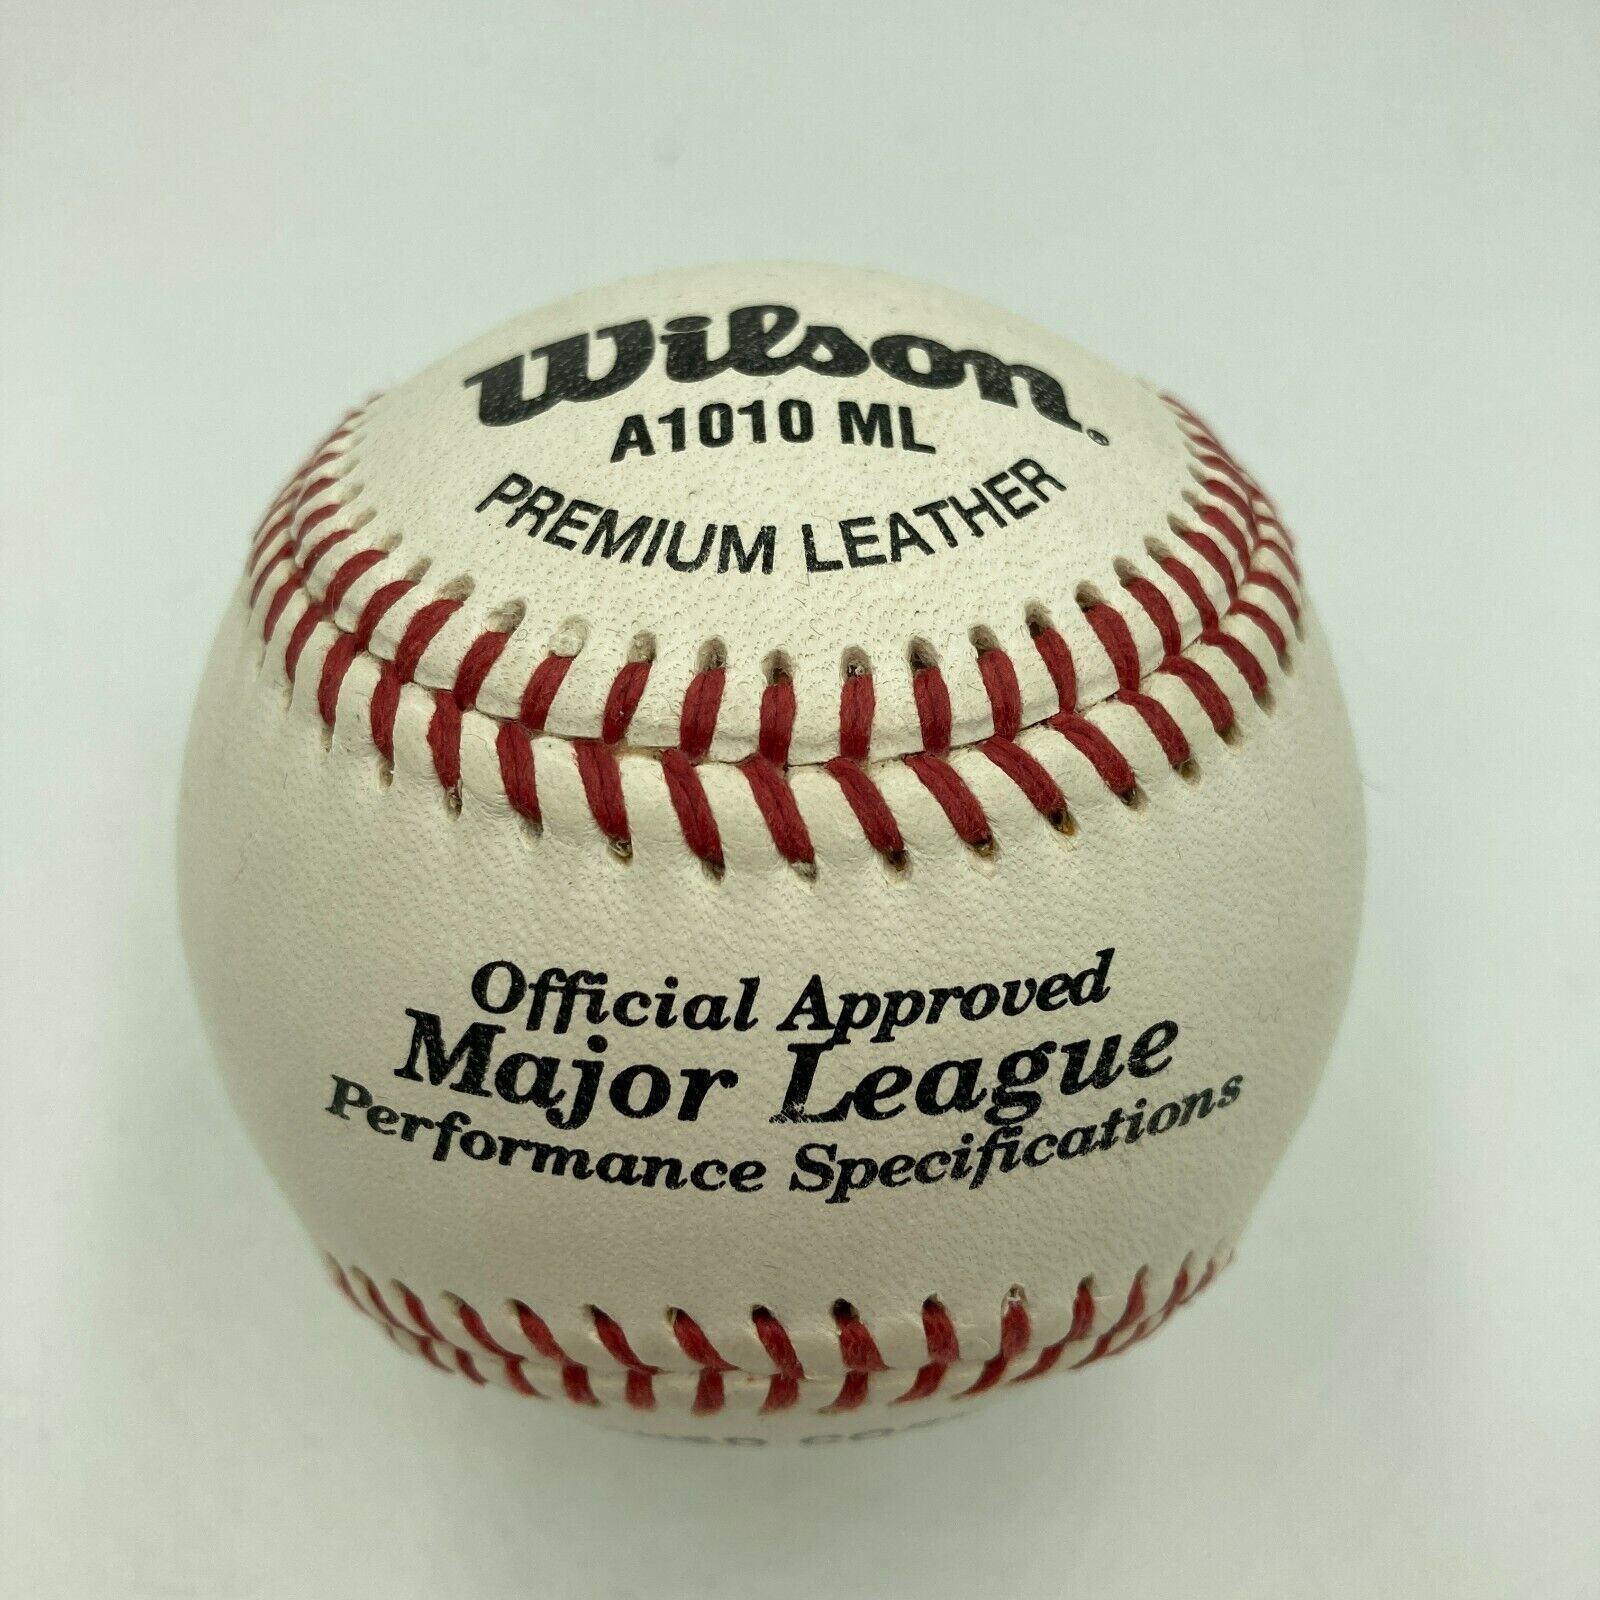 Wilson
A1010 ML
PREMIUM LEATHER
Official Approved
Major League
Performance Specifications